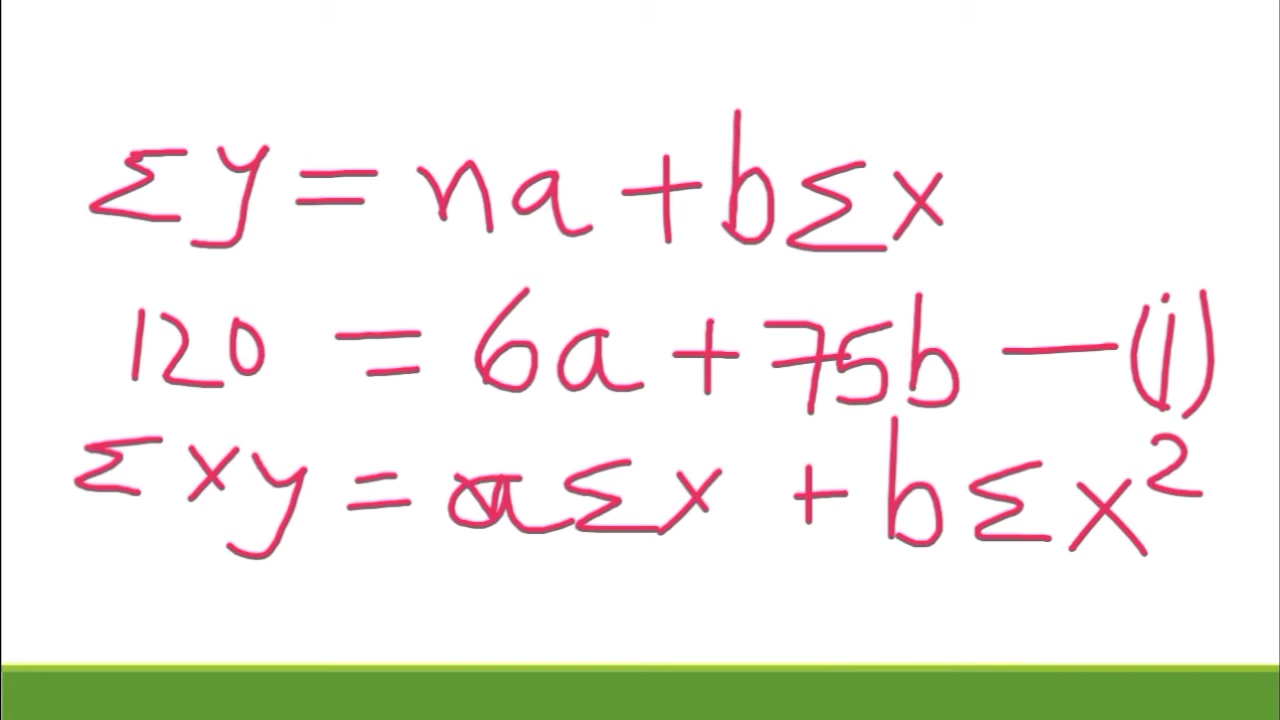 Σy = na + bΣx
120 = 6a + 75b — (i)
Σxy = aΣx + bΣx²